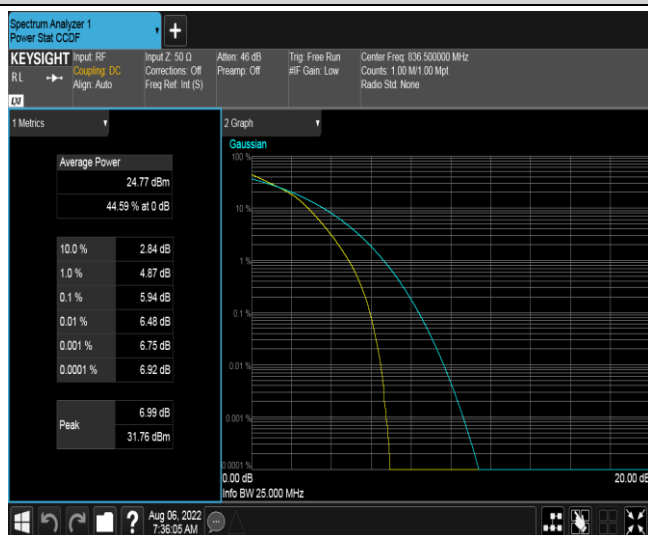 Spectrum Analyzer 1
Power Stat CCDF
+
KEYSIGHT
RL
LXI
Input: RF
Coupling: DC
Align: Auto
Input Z: 50 Ω
Corrections: Off
Freq Ref: Int (S)
Atten: 46 dB
Preamp: Off
Trig: Free Run
#IF Gain: Low
Center Freq: 836.500000 MHz
Counts: 1.00 M/1.00 Mpt
Radio Std: None
1 Metrics
Average Power
24.77 dBm
44.59 % at 0 dB
10.0 % 2.84 dB
1.0 % 4.87 dB
0.1 % 5.94 dB
0.01 % 6.48 dB
0.001 % 6.75 dB
0.0001 % 6.92 dB
Peak
6.99 dB
31.76 dBm
2 Graph
Gaussian
100 %
10 %
1 %
0.1 %
0.01 %
0.001 %
0.0001 %
0.00 dB 20.00 dB
Info BW 25.000 MHz
?
Aug 06, 2022
7:36:05 AM